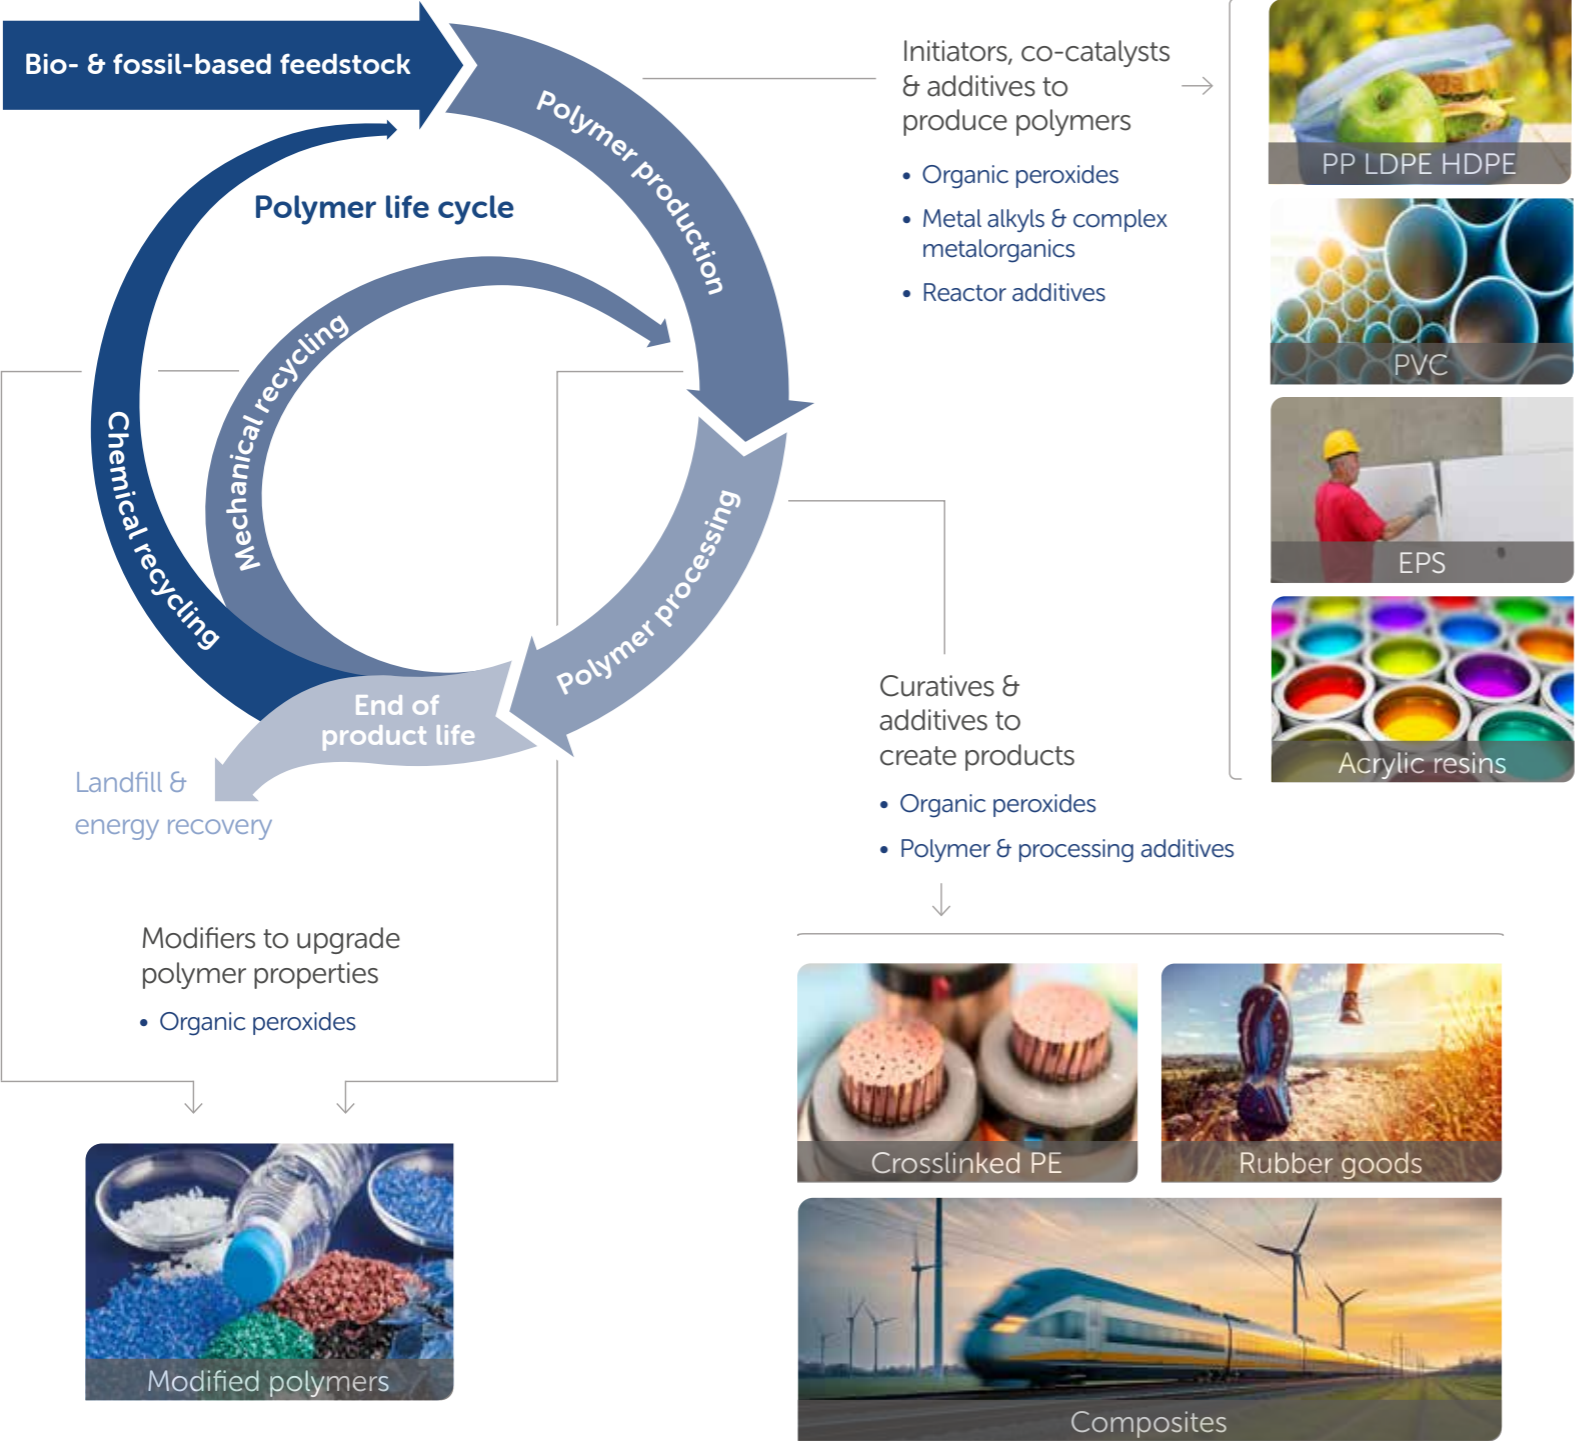 Bio- & fossil-based feedstock
Polymer production
Polymer life cycle
Mechanical recycling
Chemical recycling
Polymer processing
End of
product life
Landfill &
energy recovery
Initiators, co-catalysts
& additives to
produce polymers
• Organic peroxides
• Metal alkyls & complex
metalorganics
• Reactor additives
PP LDPE HDPE
PVC
EPS
Acrylic resins
Curatives &
additives to
create products
• Organic peroxides
• Polymer & processing additives
Modifiers to upgrade
polymer properties
• Organic peroxides
Modified polymers
Crosslinked PE
Rubber goods
Composites